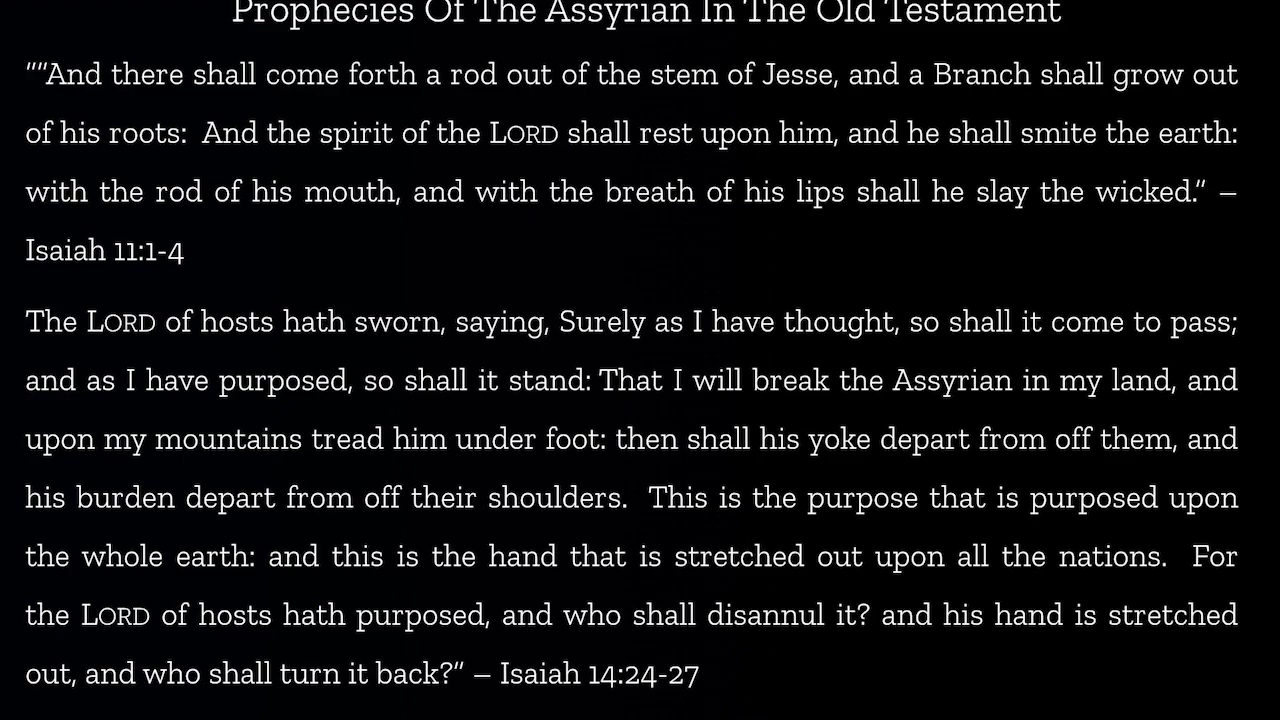 Prophecies Of The Assyrian In The Old Testament
"“And there shall come forth a rod out of the stem of Jesse, and a Branch shall grow out
of his roots:  And the spirit of the LORD shall rest upon him, and he shall smite the earth:
with the rod of his mouth, and with the breath of his lips shall he slay the wicked.” –
Isaiah 11:1-4
The LORD of hosts hath sworn, saying, Surely as I have thought, so shall it come to pass;
and as I have purposed, so shall it stand: That I will break the Assyrian in my land, and
upon my mountains tread him under foot: then shall his yoke depart from off them, and
his burden depart from off their shoulders.  This is the purpose that is purposed upon
the whole earth: and this is the hand that is stretched out upon all the nations.  For
the LORD of hosts hath purposed, and who shall disannul it? and his hand is stretched
out, and who shall turn it back?” – Isaiah 14:24-27